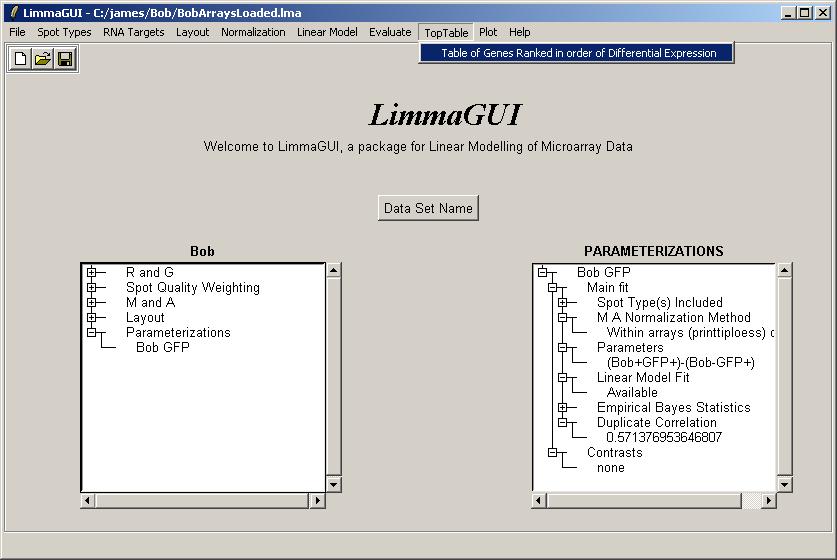 LimmaGUI - C:/james/Bob/BobArraysLoaded.lma
File Spot Types RNA Targets Layout Normalization Linear Model Evaluate TopTable Plot Help
Table of Genes Ranked in order of Differential Expression
LimmaGUI
Welcome to LimmaGUI, a package for Linear Modelling of Microarray Data
Data Set Name
Bob
R and G
Spot Quality Weighting
M and A
Layout
Parameterizations
Bob GFP
PARAMETERIZATIONS
Bob GFP
Main fit
Spot Type(s) Included
M A Normalization Method
Within arrays (printtiploess)
Parameters
(Bob+GFP+)-(Bob-GFP+)
Linear Model Fit
Available
Empirical Bayes Statistics
Duplicate Correlation
0.571376953646807
Contrasts
none